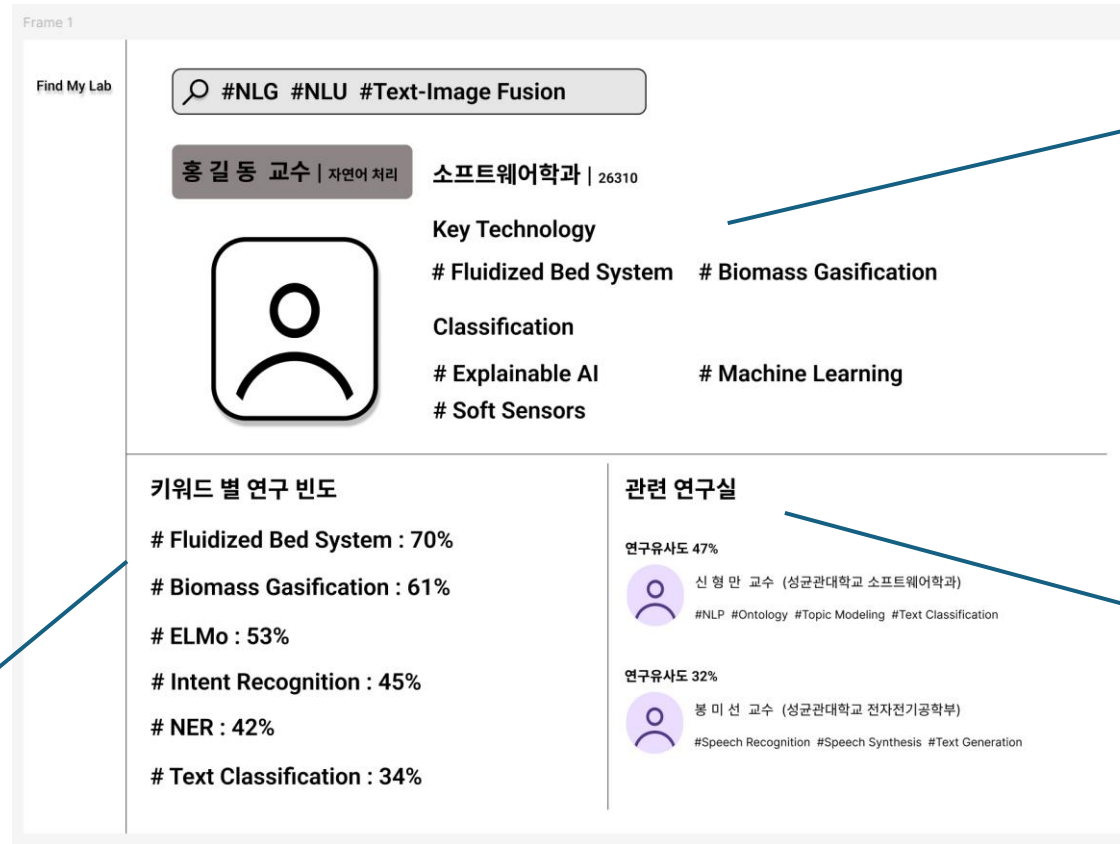 Frame 1
Find My Lab
#NLG #NLU #Text-Image Fusion
홍 길 동 교수 | 자연어 처리
소프트웨어학과 | 26310
Key Technology
# Fluidized Bed System # Biomass Gasification
Classification
# Explainable AI # Machine Learning
# Soft Sensors
키워드 별 연구 빈도
# Fluidized Bed System : 70%
# Biomass Gasification : 61%
# ELMo : 53%
# Intent Recognition : 45%
# NER : 42%
# Text Classification : 34%
관련 연구실
연구유사도 47%
신 형 만 교수 (성균관대학교 소프트웨어학과)
#NLP #Ontology #Topic Modeling #Text Classification
연구유사도 32%
봉 미 선 교수 (성균관대학교 전자전기공학부)
#Speech Recognition #Speech Synthesis #Text Generation